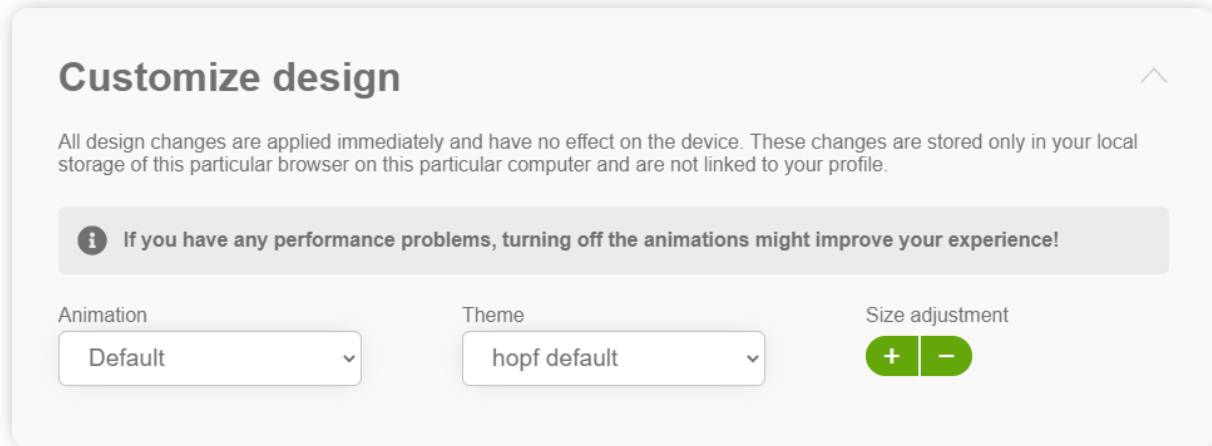 Customize design
All design changes are applied immediately and have no effect on the device. These changes are stored only in your local
storage of this particular browser on this particular computer and are not linked to your profile.
If you have any performance problems, turning off the animations might improve your experience!
Animation
Theme
Size adjustment
Default
hopf default
+ −